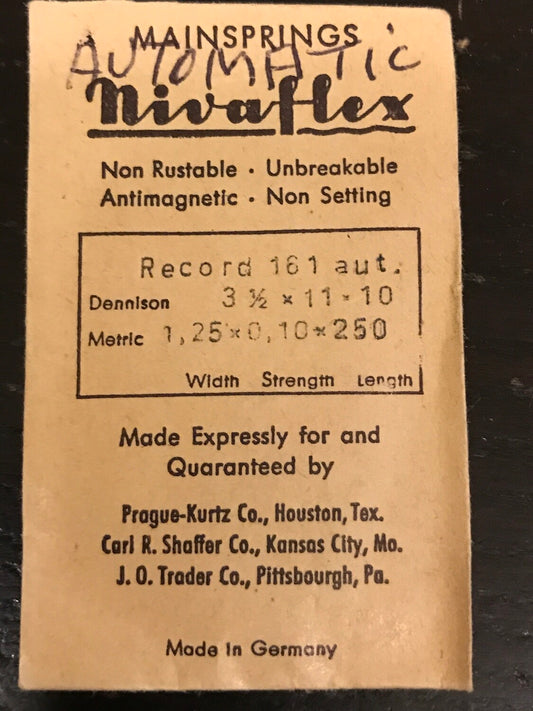 MAINSPRINGS
AUTOMATIC
Nivaflex
Non Rustable · Unbreakable
Antimagnetic · Non Setting
Record 161 aut.
Dennison 3 ½ × 11 - 10
Metric 1,25 × 0,10 × 250
Width Strength Length
Made Expressly for and
Quaranteed by
Prague-Kurtz Co., Houston, Tex.
Carl R. Shaffer Co., Kansas City, Mo.
J. O. Trader Co., Pittsbourgh, Pa.
Made In Germany